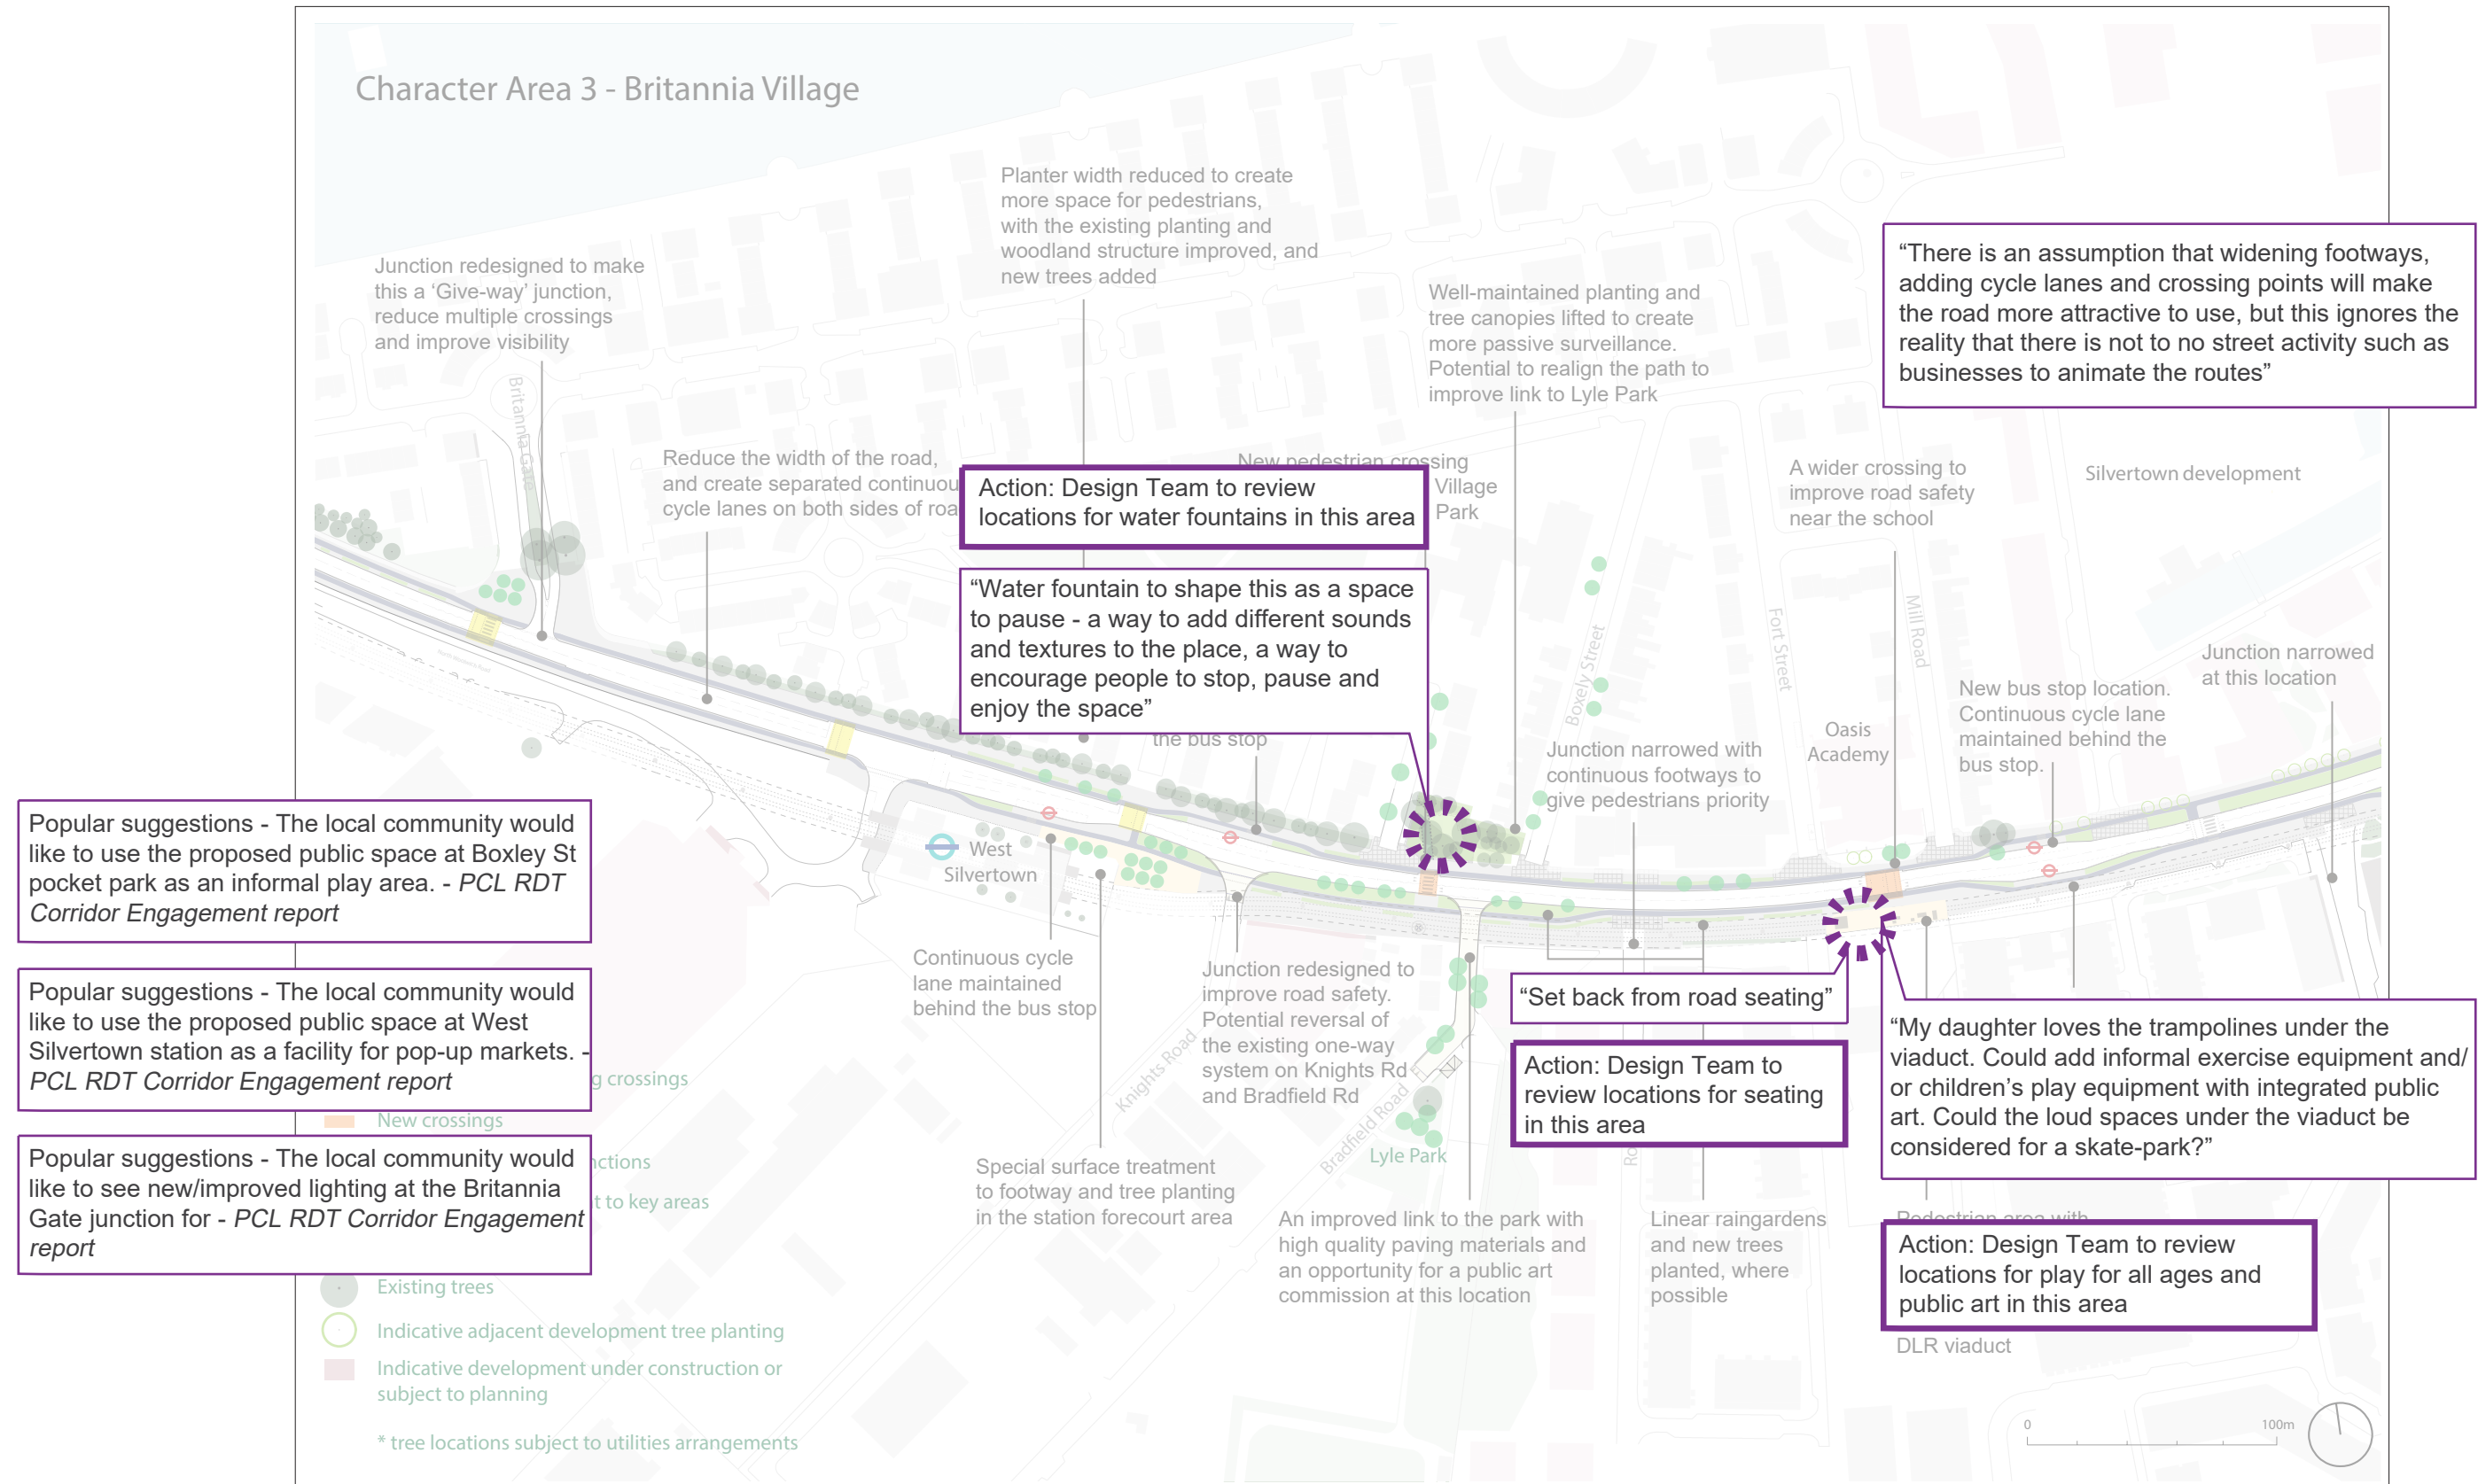 Character Area 3 - Britannia Village
Planter width reduced to create
more space for pedestrians,
with the existing planting and
woodland structure improved, and
new trees added
Junction redesigned to make
this a ‘Give-way’ junction,
reduce multiple crossings
and improve visibility
Well-maintained planting and
tree canopies lifted to create
more passive surveillance.
Potential to realign the path to
improve link to Lyle Park
“There is an assumption that widening footways,
adding cycle lanes and crossing points will make
the road more attractive to use, but this ignores the
reality that there is not to no street activity such as
businesses to animate the routes”
Britannia Gate
Reduce the width of the road,
and create separated continuou
cycle lanes on both sides of roa
New pedestrian crossing
Village
Park
Action: Design Team to review
locations for water fountains in this area
A wider crossing to
improve road safety
near the school
Silvertown development
“Water fountain to shape this as a space
to pause - a way to add different sounds
and textures to the place, a way to
encourage people to stop, pause and
enjoy the space”
the bus stop
Boxely Street
Fort Street
Mill Road
Junction narrowed
at this location
New bus stop location.
Continuous cycle lane
maintained behind the
bus stop.
Oasis
Academy
Junction narrowed with
continuous footways to
give pedestrians priority
West
Silvertown
Popular suggestions - The local community would
like to use the proposed public space at Boxley St
pocket park as an informal play area. - PCL RDT
Corridor Engagement report
Popular suggestions - The local community would
like to use the proposed public space at West
Silvertown station as a facility for pop-up markets. -
PCL RDT Corridor Engagement report
Popular suggestions - The local community would
like to see new/improved lighting at the Britannia
Gate junction for - PCL RDT Corridor Engagement
report
Continuous cycle
lane maintained
behind the bus stop
Junction redesigned to
improve road safety.
Potential reversal of
the existing one-way
system on Knights Rd
and Bradfield Rd
Knights Road
Bradfield Road
Lyle Park
“Set back from road seating”
Action: Design Team to
review locations for seating
in this area
“My daughter loves the trampolines under the
viaduct. Could add informal exercise equipment and/
or children’s play equipment with integrated public
art. Could the loud spaces under the viaduct be
considered for a skate-park?”
Special surface treatment
to footway and tree planting
in the station forecourt area
An improved link to the park with
high quality paving materials and
an opportunity for a public art
commission at this location
Linear raingardens
and new trees
planted, where
possible
Pedestrian area with
Action: Design Team to review
locations for play for all ages and
public art in this area
DLR viaduct
g crossings
New crossings
nctions
t to key areas
Existing trees
Indicative adjacent development tree planting
Indicative development under construction or
subject to planning
* tree locations subject to utilities arrangements
0 100m